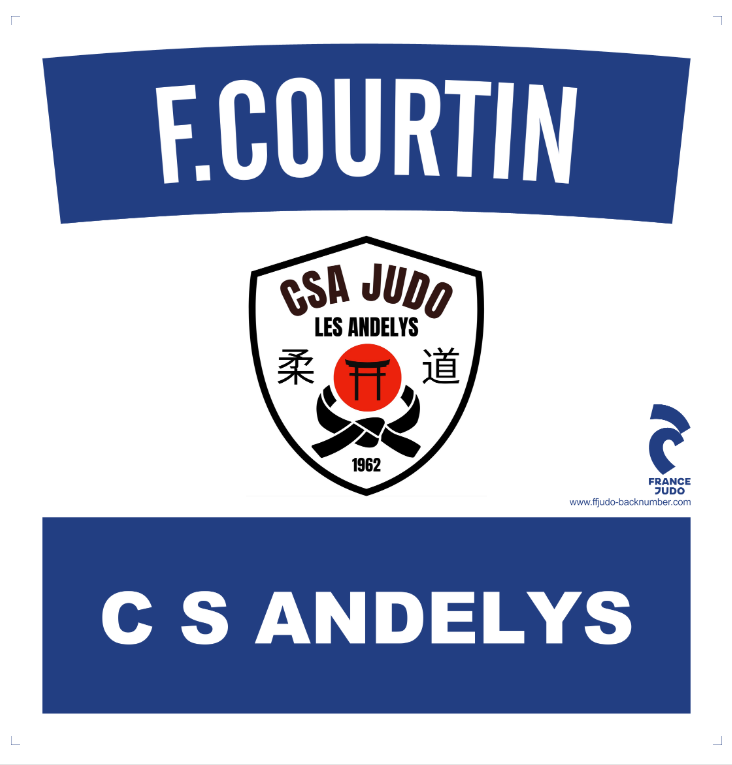 F.COURTIN
CSA JUDO
LES ANDELYS
柔 道
1962
FRANCE
JUDO
www.ffjudo-backnumber.com
C S ANDELYS